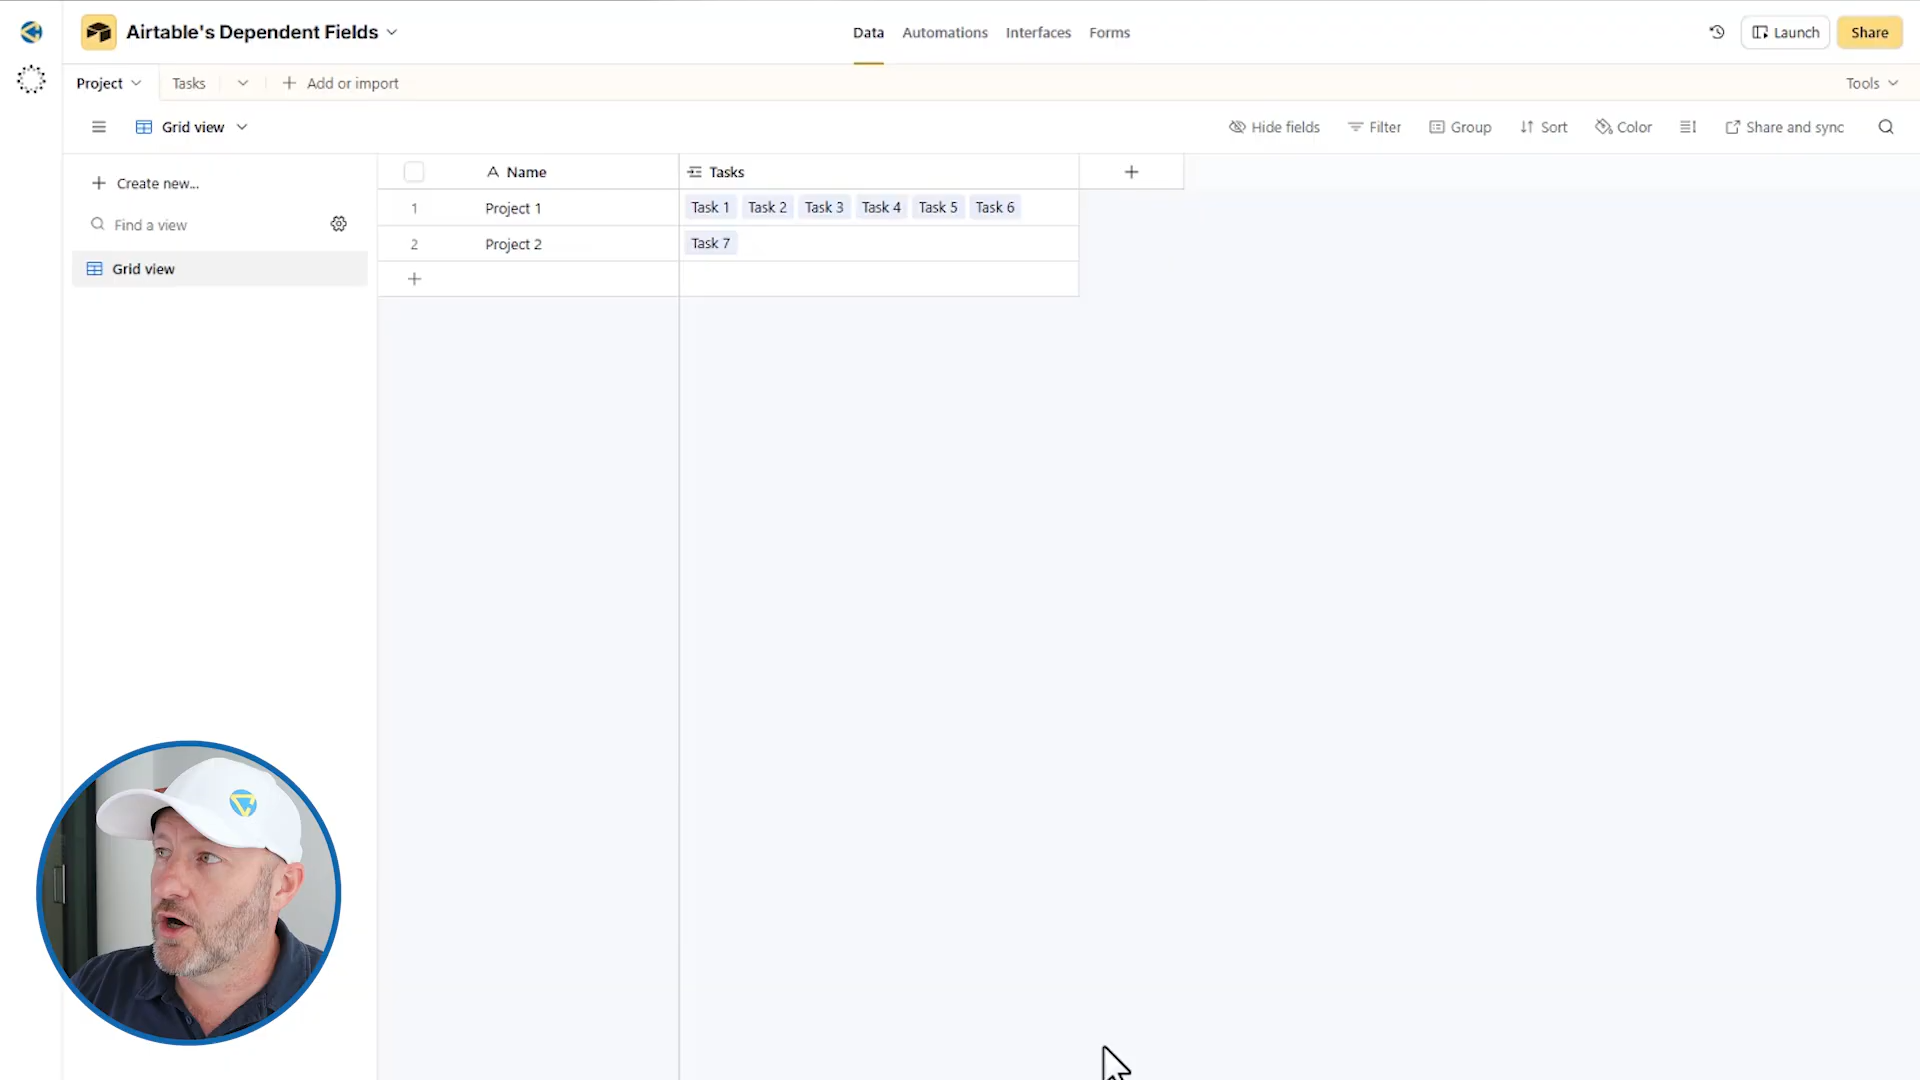 Airtable's Dependent Fields
Data Automations Interfaces Forms
Launch Share
Project Tasks Add or import Tools
Grid view Hide fields Filter Group Sort Color Share and sync
Create new...
Find a view
Grid view
Name Tasks
1 Project 1 Task 1 Task 2 Task 3 Task 4 Task 5 Task 6
2 Project 2 Task 7